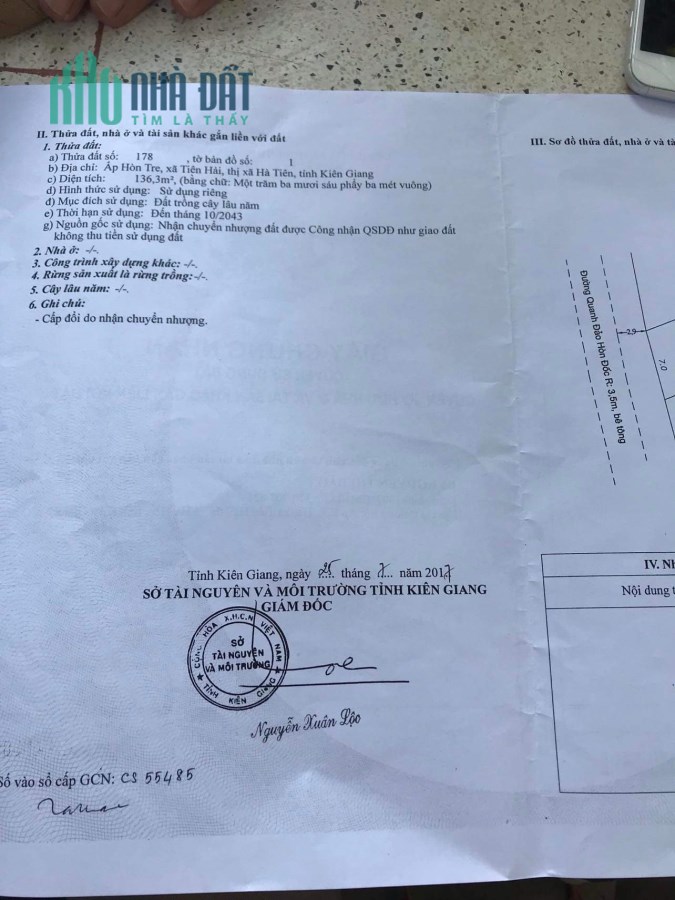 KHO NHÀ ĐẤT
TÌM LÀ THẤY
II. Thửa đất, nhà ở và tài sản khác gắn liền với đất
1. Thửa đất:
a) Thửa đất số: 178 , tờ bản đồ số: 1
b) Địa chỉ: Ấp Hòn Tre, xã Tiên Hải, thị xã Hà Tiên, tỉnh Kiên Giang
c) Diện tích: 136,3m², (bằng chữ: Một trăm ba mươi sáu phẩy ba mét vuông)
d) Hình thức sử dụng: Sử dụng riêng
đ) Mục đích sử dụng: Đất trồng cây lâu năm
e) Thời hạn sử dụng: Đến tháng 10/2043
g) Nguồn gốc sử dụng: Nhận chuyển nhượng đất được Công nhận QSDĐ như giao đất
không thu tiền sử dụng đất
2. Nhà ở: -/-.
3. Công trình xây dựng khác: -/-.
4. Rừng sản xuất là rừng trồng: -/-.
5. Cây lâu năm: -/-.
6. Ghi chú:
- Cấp đổi do nhận chuyển nhượng.
Tỉnh Kiên Giang, ngày 25 tháng 7 năm 2017
SỞ TÀI NGUYÊN VÀ MÔI TRƯỜNG TỈNH KIÊN GIANG
GIÁM ĐỐC
CỘNG HÒA X.H.C.N VIỆT NAM
SỞ
TÀI NGUYÊN
VÀ MÔI TRƯỜNG
TỈNH KIÊN GIANG
Nguyễn Xuân Lộc
Số vào sổ cấp GCN: CS 55485
III. Sơ đồ thửa đất, nhà ở và tà
Đường Quanh Đảo Hòn Đốc R: 3,5m, bê tông
2,9
7,0
IV. Nh
Nội dung t